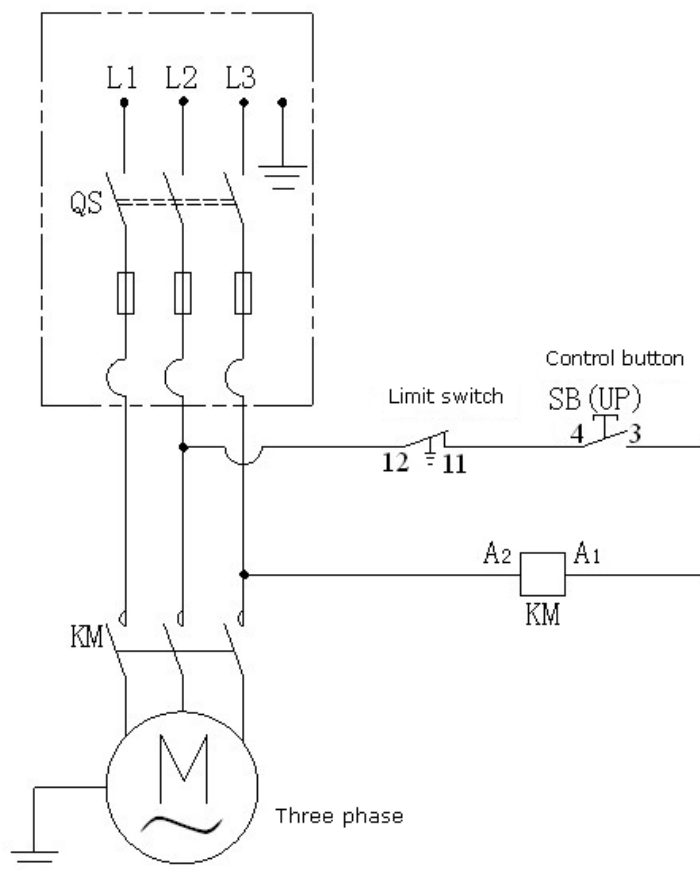 L1 L2 L3
QS
Control button
Limit switch
SB(UP)
4 3
12 11
A2 A1
KM
KM
M
Three phase